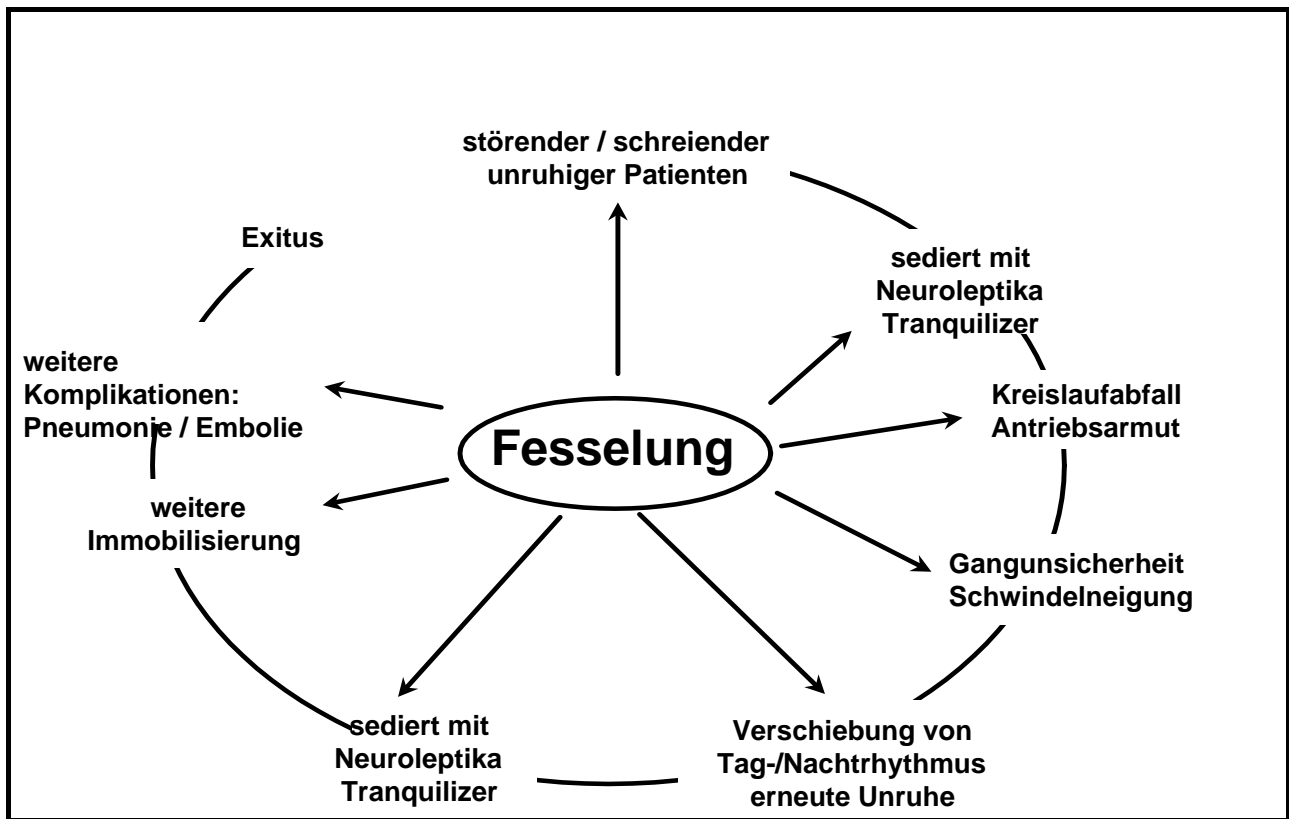 störender / schreiender
unruhiger Patienten
sediert mit
Neuroleptika
Tranquilizer
Kreislaufabfall
Antriebsarmut
Gangunsicherheit
Schwindelneigung
Verschiebung von
Tag-/Nachtrhythmus
erneute Unruhe
sediert mit
Neuroleptika
Tranquilizer
weitere
Immobilisierung
weitere
Komplikationen:
Pneumonie / Embolie
Exitus
Fesselung